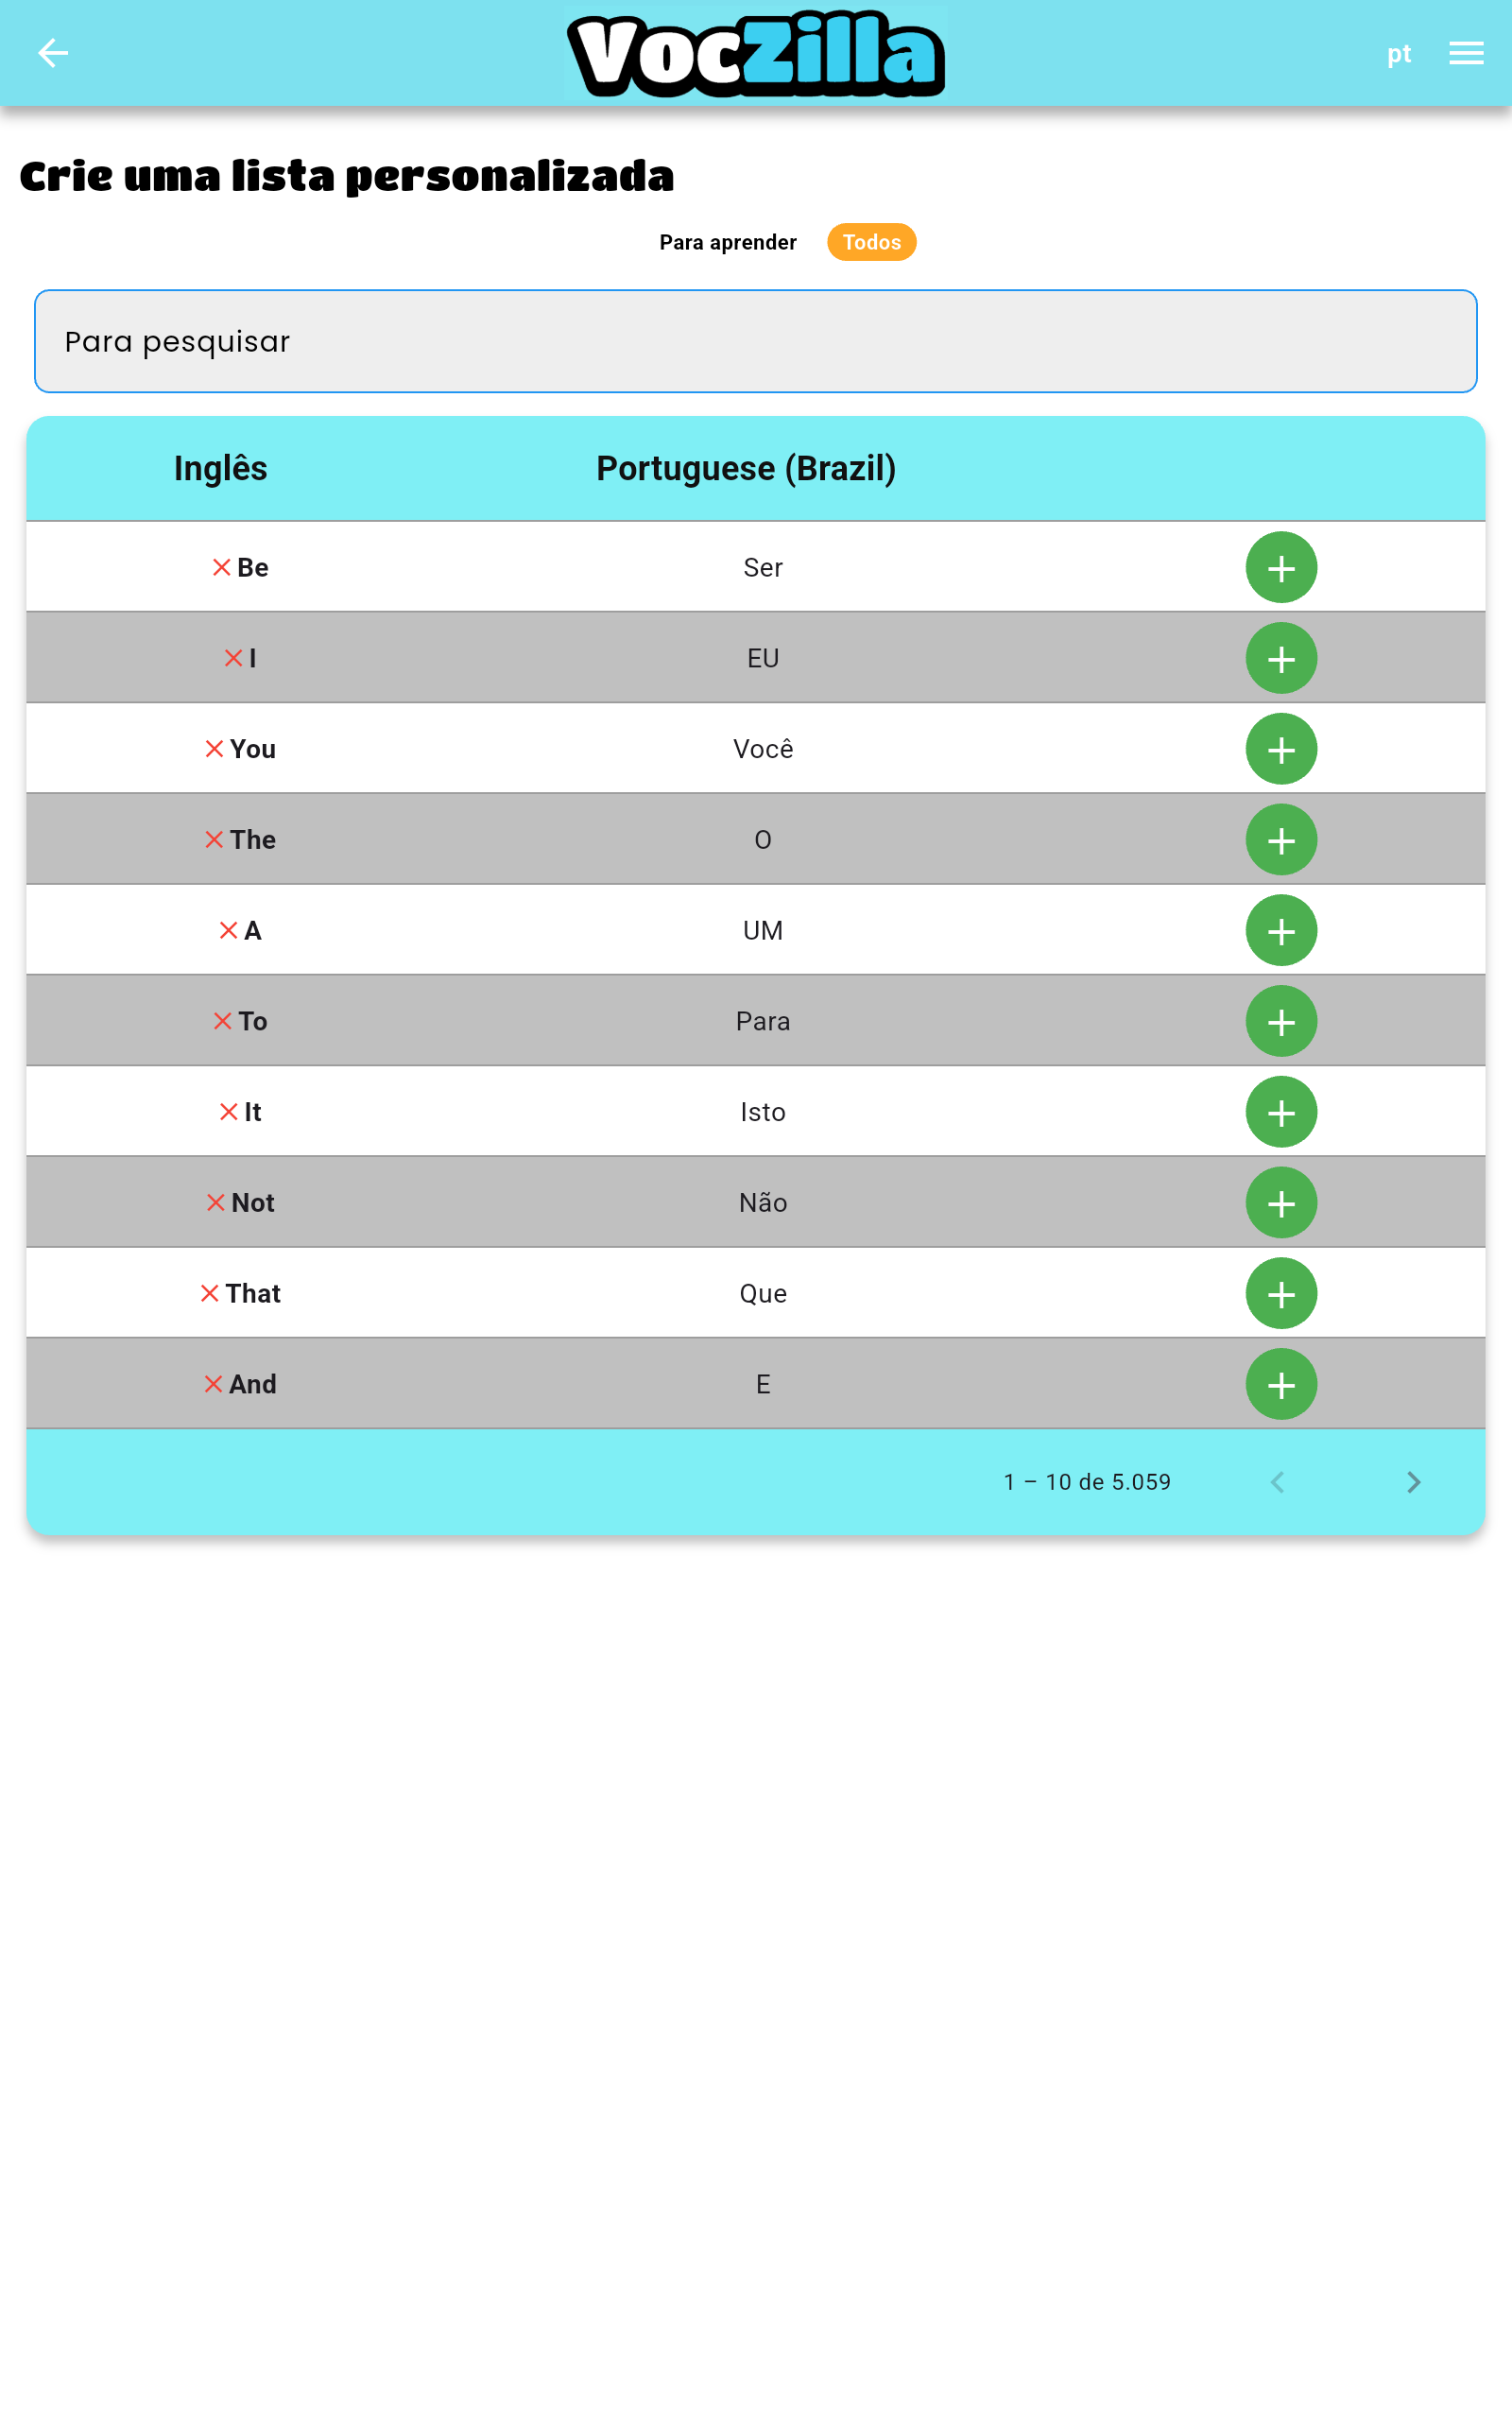 VocZilla
pt
Crie uma lista personalizada
Para aprender Todos
Para pesquisar
Inglês Portuguese (Brazil)
Be Ser
I EU
You Você
The O
A UM
To Para
It Isto
Not Não
That Que
And E
1 – 10 de 5.059